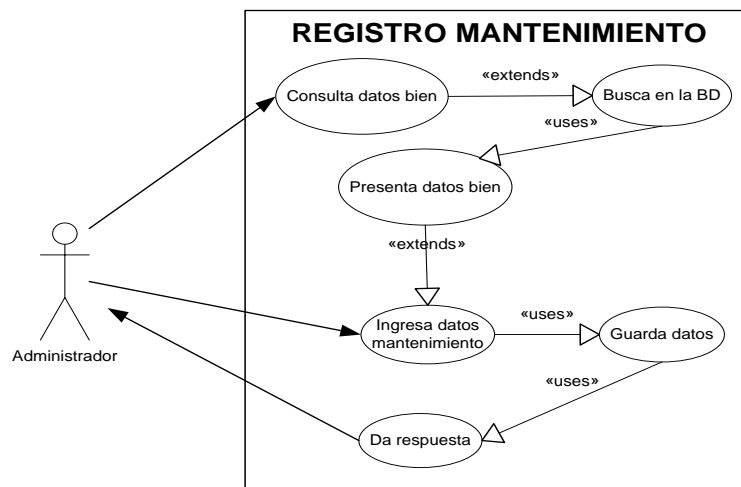 REGISTRO MANTENIMIENTO
Consulta datos bien
«extends»
Busca en la BD
«uses»
Presenta datos bien
«extends»
Ingresa datos
mantenimiento
«uses»
Guarda datos
Administrador
«uses»
Da respuesta